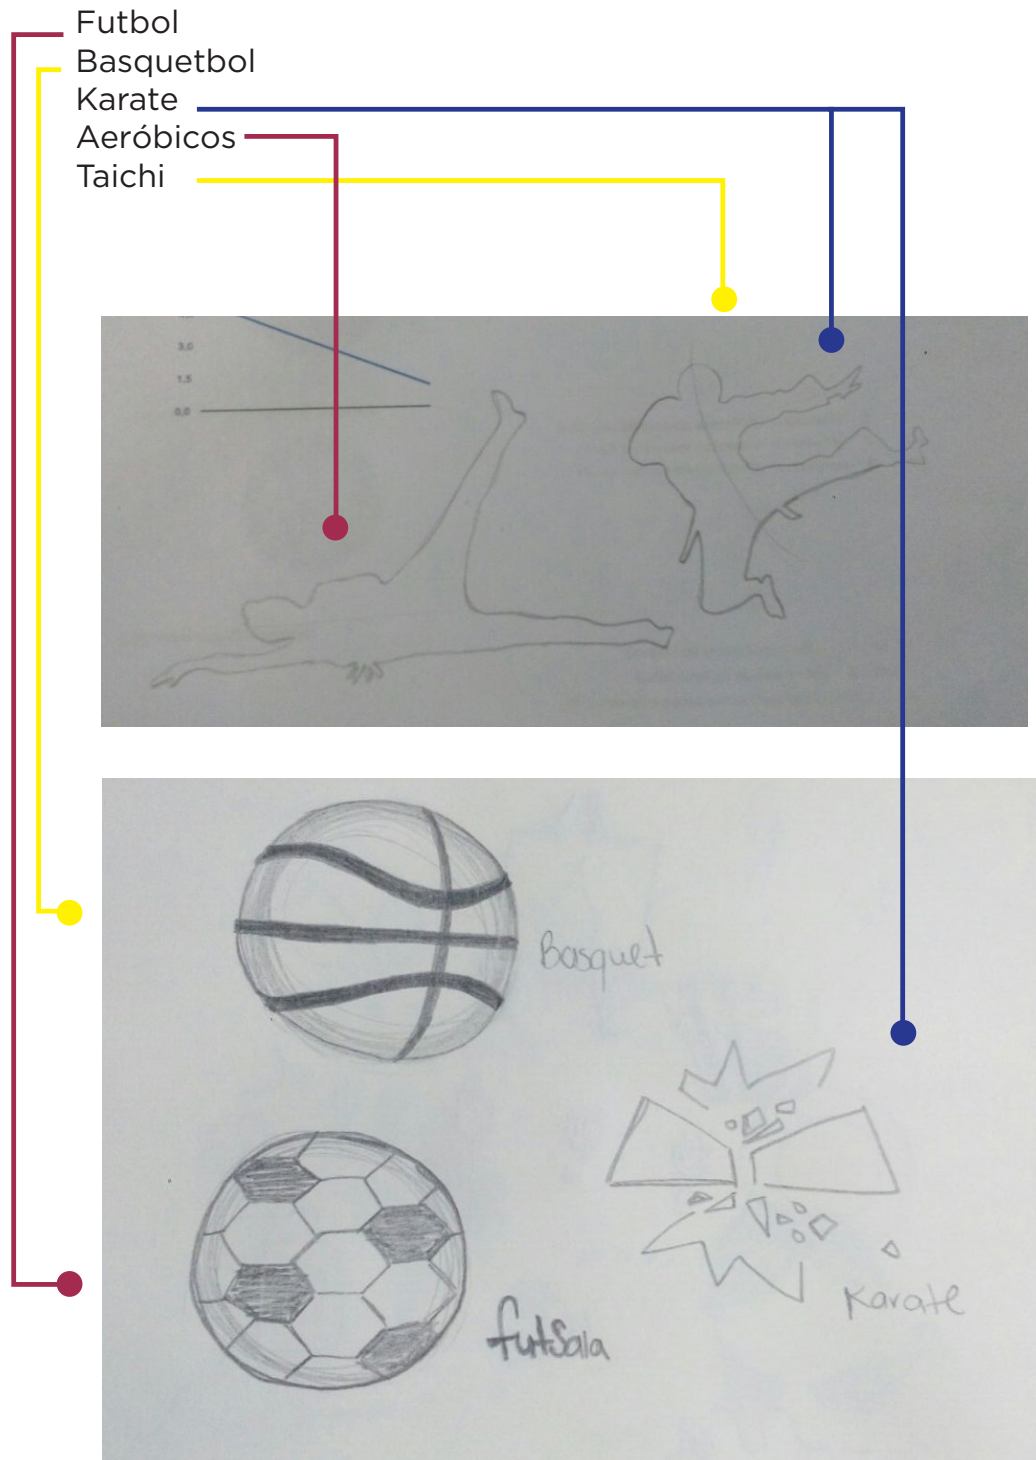 Futbol
Basquetbol
Karate
Aeróbicos
Taichi
3,0
1,5
0,0
Basquet
futsala
Karate